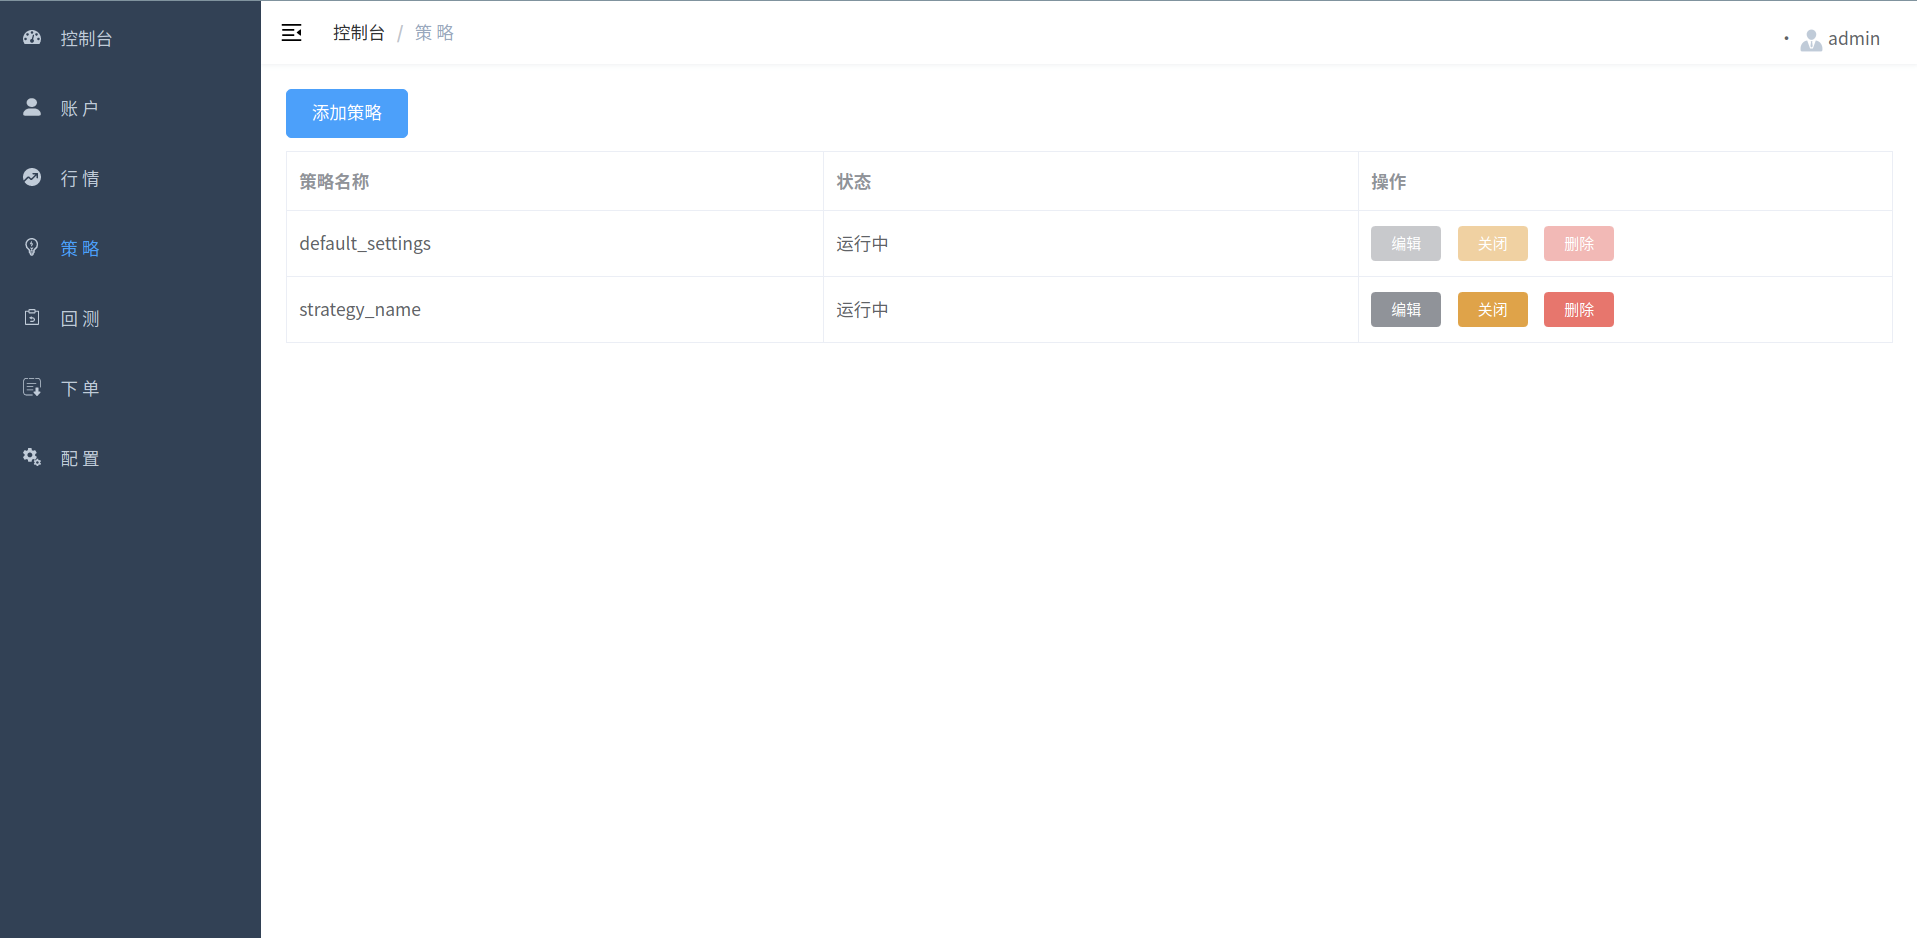 控制台
账 户
行 情
策 略
回 测
下 单
配 置
控制台 / 策 略
admin
添加策略
策略名称 状态 操作
default_settings 运行中 编辑 关闭 删除
strategy_name 运行中 编辑 关闭 删除